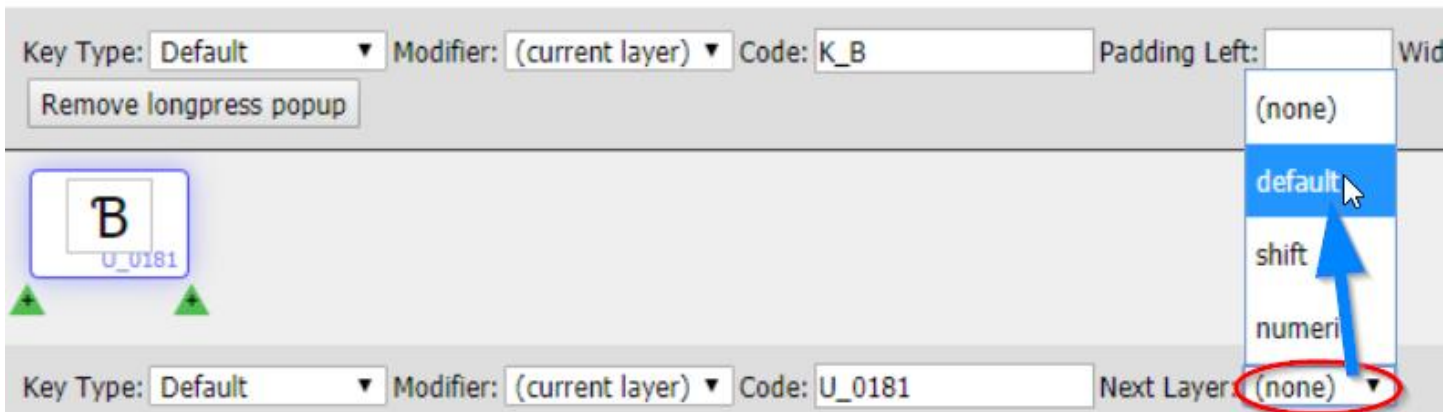 Key Type: Default Modifier: (current layer) Code: K_B Padding Left:
Remove longpress popup
(none)
default
Ɓ
U_0181
shift
Key Type: Default Modifier: (current layer) Code: U_0181 Next Layer: (none)